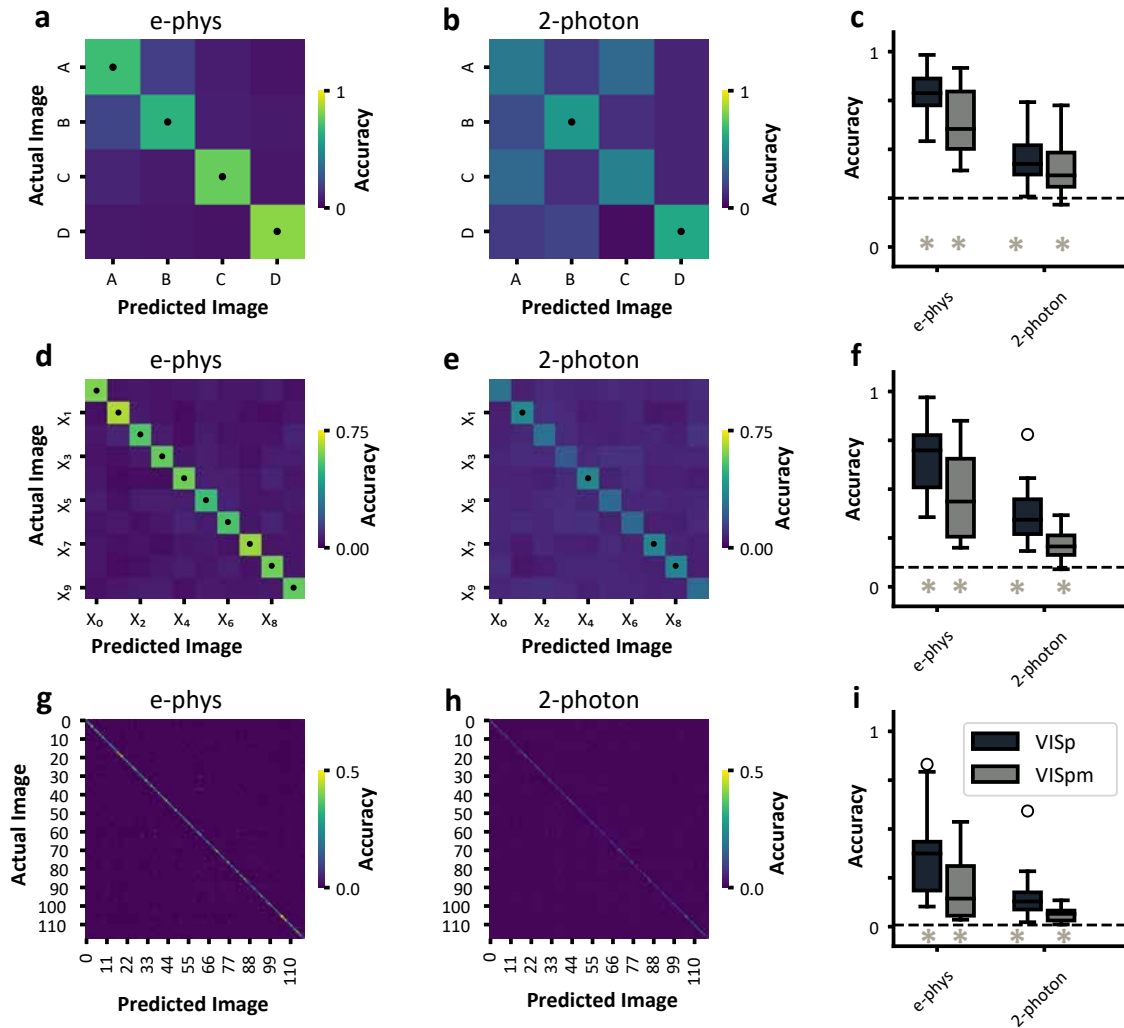 a
e-phys
Actual Image
A
B
C
D
A
B
C
D
Predicted Image
1
0
Accuracy
b
2-photon
A
B
C
D
A
B
C
D
Predicted Image
1
0
Accuracy
c
Accuracy
1
0
* *
* *
e-phys
2-photon
d
e-phys
Actual Image
X₁
X₃
X₅
X₇
X₉
X₀
X₂
X₄
X₆
X₈
Predicted Image
0.75
0.00
Accuracy
e
2-photon
X₁
X₃
X₅
X₇
X₉
X₀
X₂
X₄
X₆
X₈
Predicted Image
0.75
0.00
Accuracy
f
Accuracy
1
0
* *
* *
e-phys
2-photon
g
e-phys
Actual Image
0
10
20
30
40
50
60
70
80
90
100
110
0
11
22
33
44
55
66
77
88
99
110
Predicted Image
0.5
0.0
Accuracy
h
2-photon
0
10
20
30
40
50
60
70
80
90
100
110
0
11
22
33
44
55
66
77
88
99
110
Predicted Image
0.5
0.0
Accuracy
i
Accuracy
1
0
VISp
VISpm
* *
* *
e-phys
2-photon